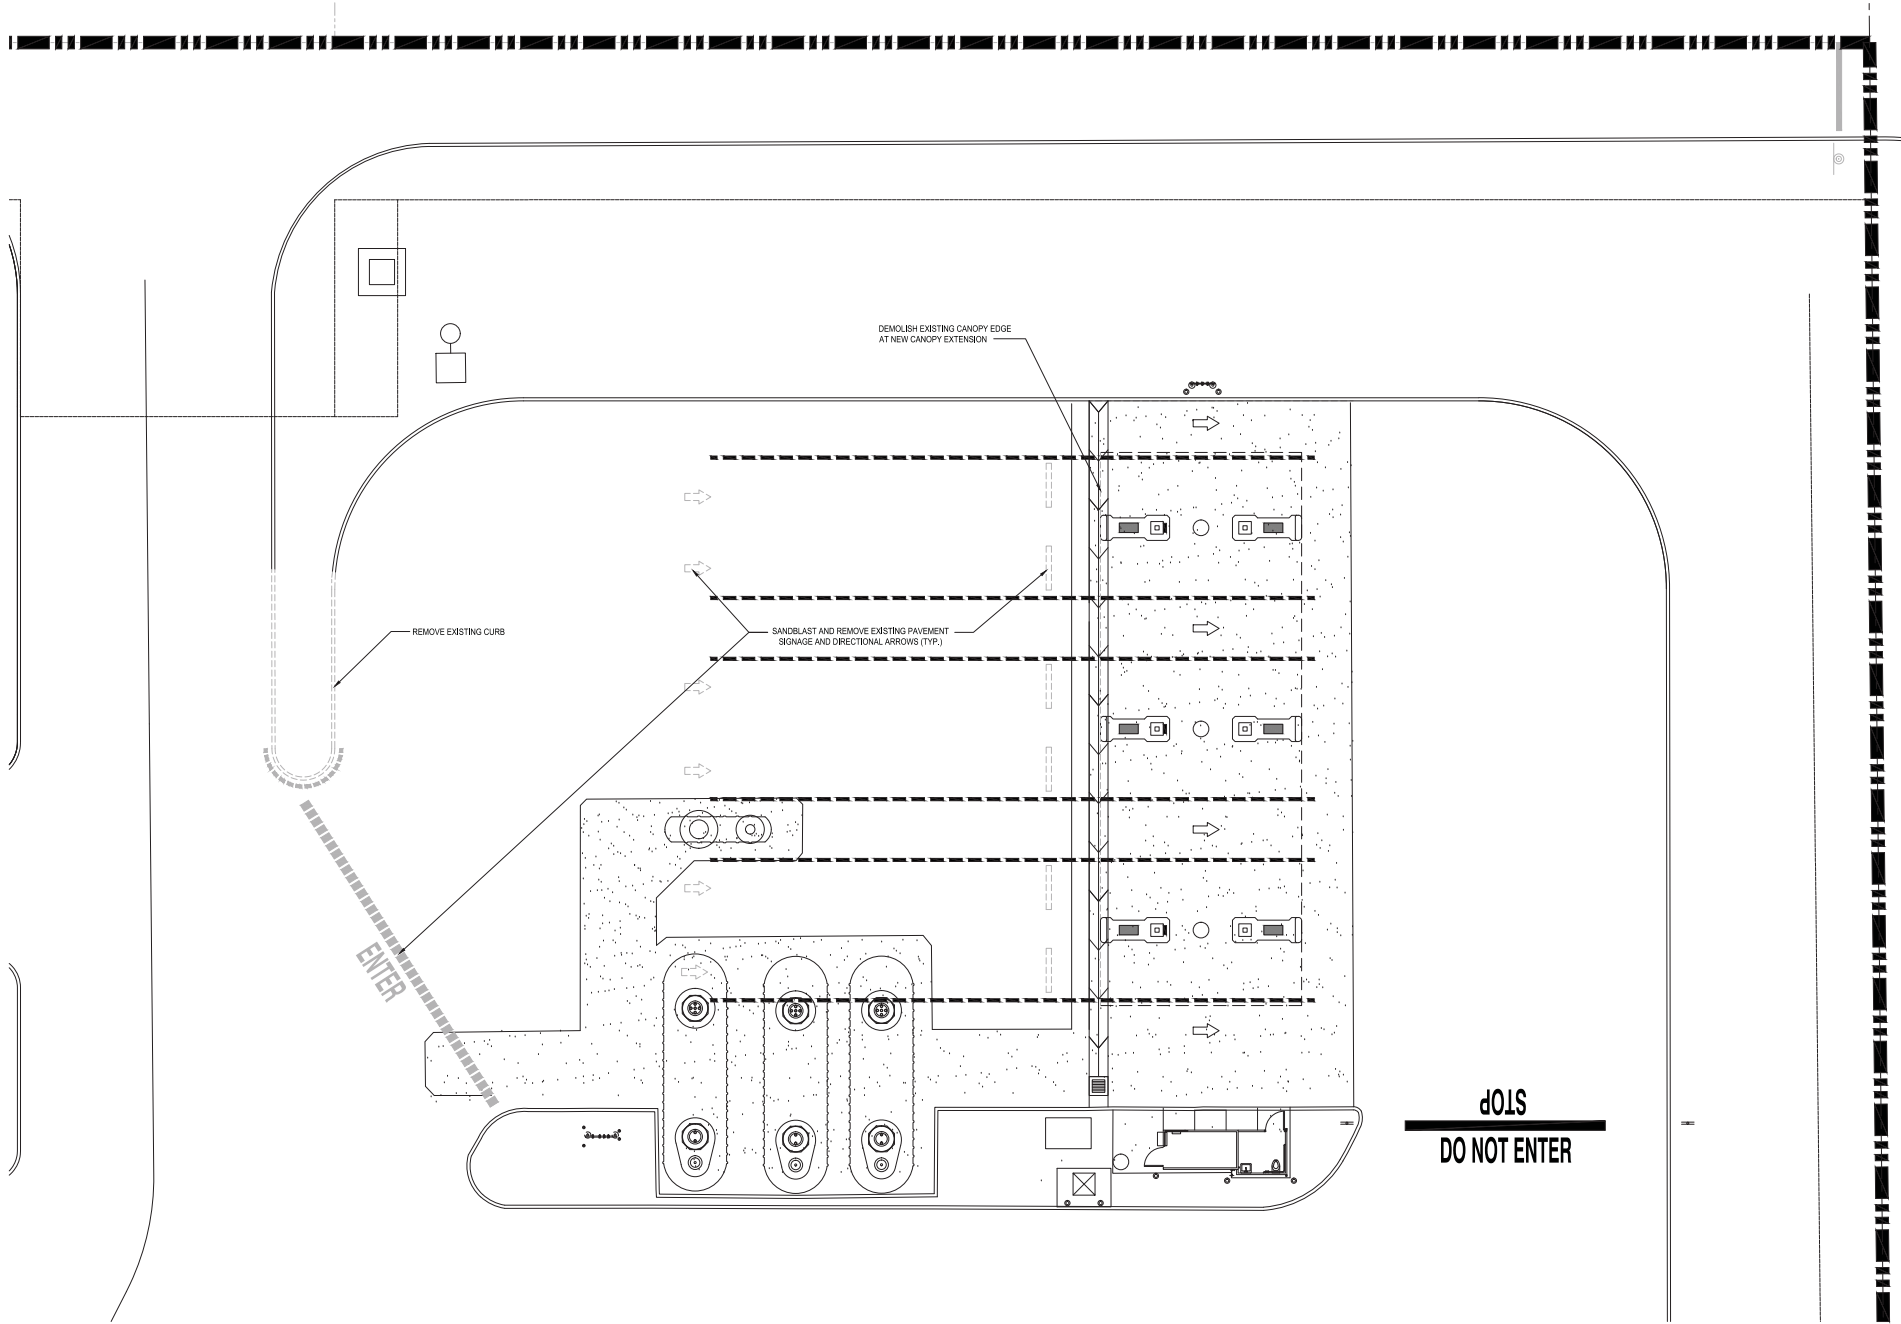 DEMOLISH EXISTING CANOPY EDGE
AT NEW CANOPY EXTENSION
REMOVE EXISTING CURB
SANDBLAST AND REMOVE EXISTING PAVEMENT
SIGNAGE AND DIRECTIONAL ARROWS (TYP.)
ENTER
STOP
DO NOT ENTER